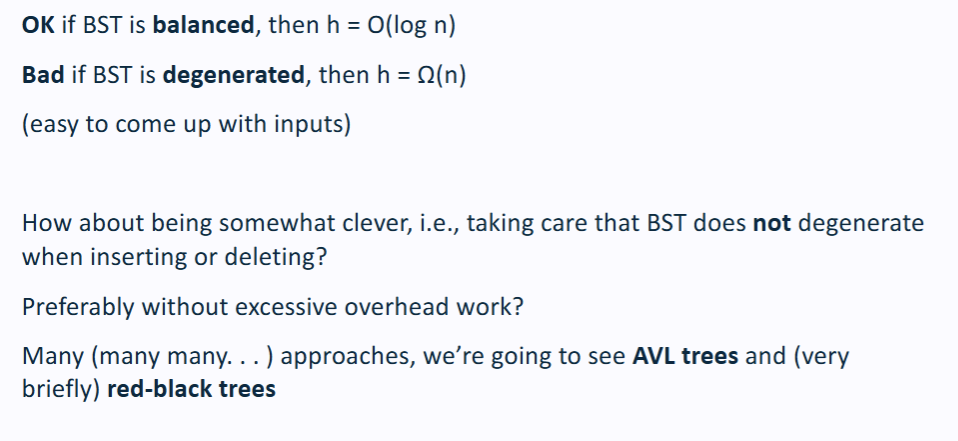 OK if BST is balanced, then h = O(log n)
Bad if BST is degenerated, then h = Ω(n)
(easy to come up with inputs)
How about being somewhat clever, i.e., taking care that BST does not degenerate
when inserting or deleting?
Preferably without excessive overhead work?
Many (many many. . . ) approaches, we’re going to see AVL trees and (very
briefly) red-black trees